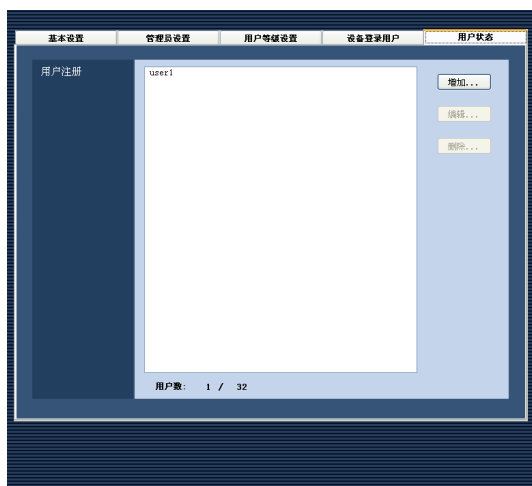 基本设置 管理员设置 用户等级设置 设备登录用户 用户状态
用户注册
user1
增加...
编辑...
删除...
用户数: 1 / 32